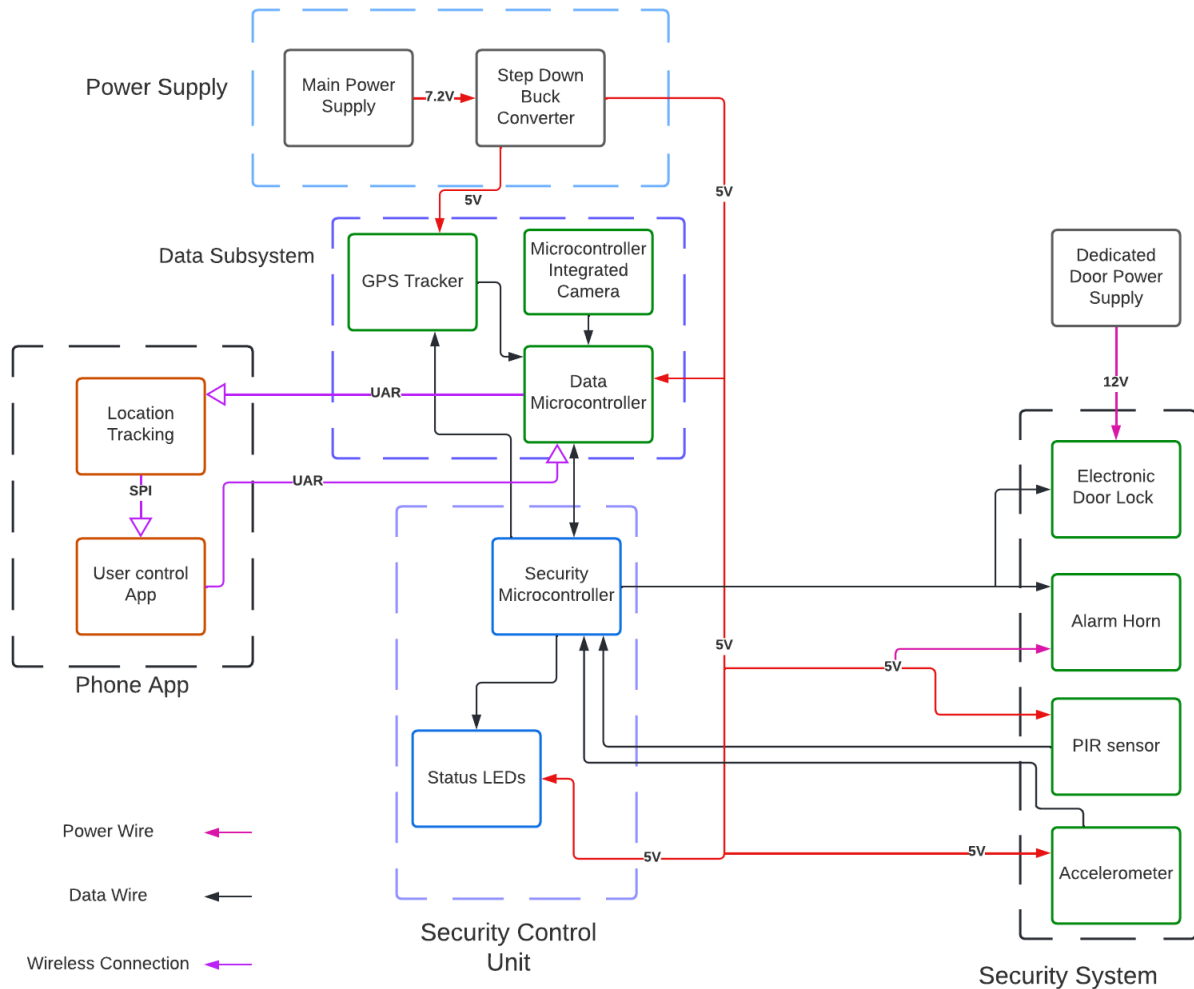 Power Supply
Main Power
Supply
7.2V
Step Down
Buck
Converter
5V
5V
Data Subsystem
GPS Tracker
Microcontroller
Integrated
Camera
Data
Microcontroller
Dedicated
Door Power
Supply
12V
Location
Tracking
UAR
SPI
UAR
User control
App
Phone App
Security
Microcontroller
Electronic
Door Lock
Alarm Horn
5V
5V
PIR sensor
Status LEDs
5V
5V
Accelerometer
Power Wire
Data Wire
Wireless Connection
Security Control
Unit
Security System